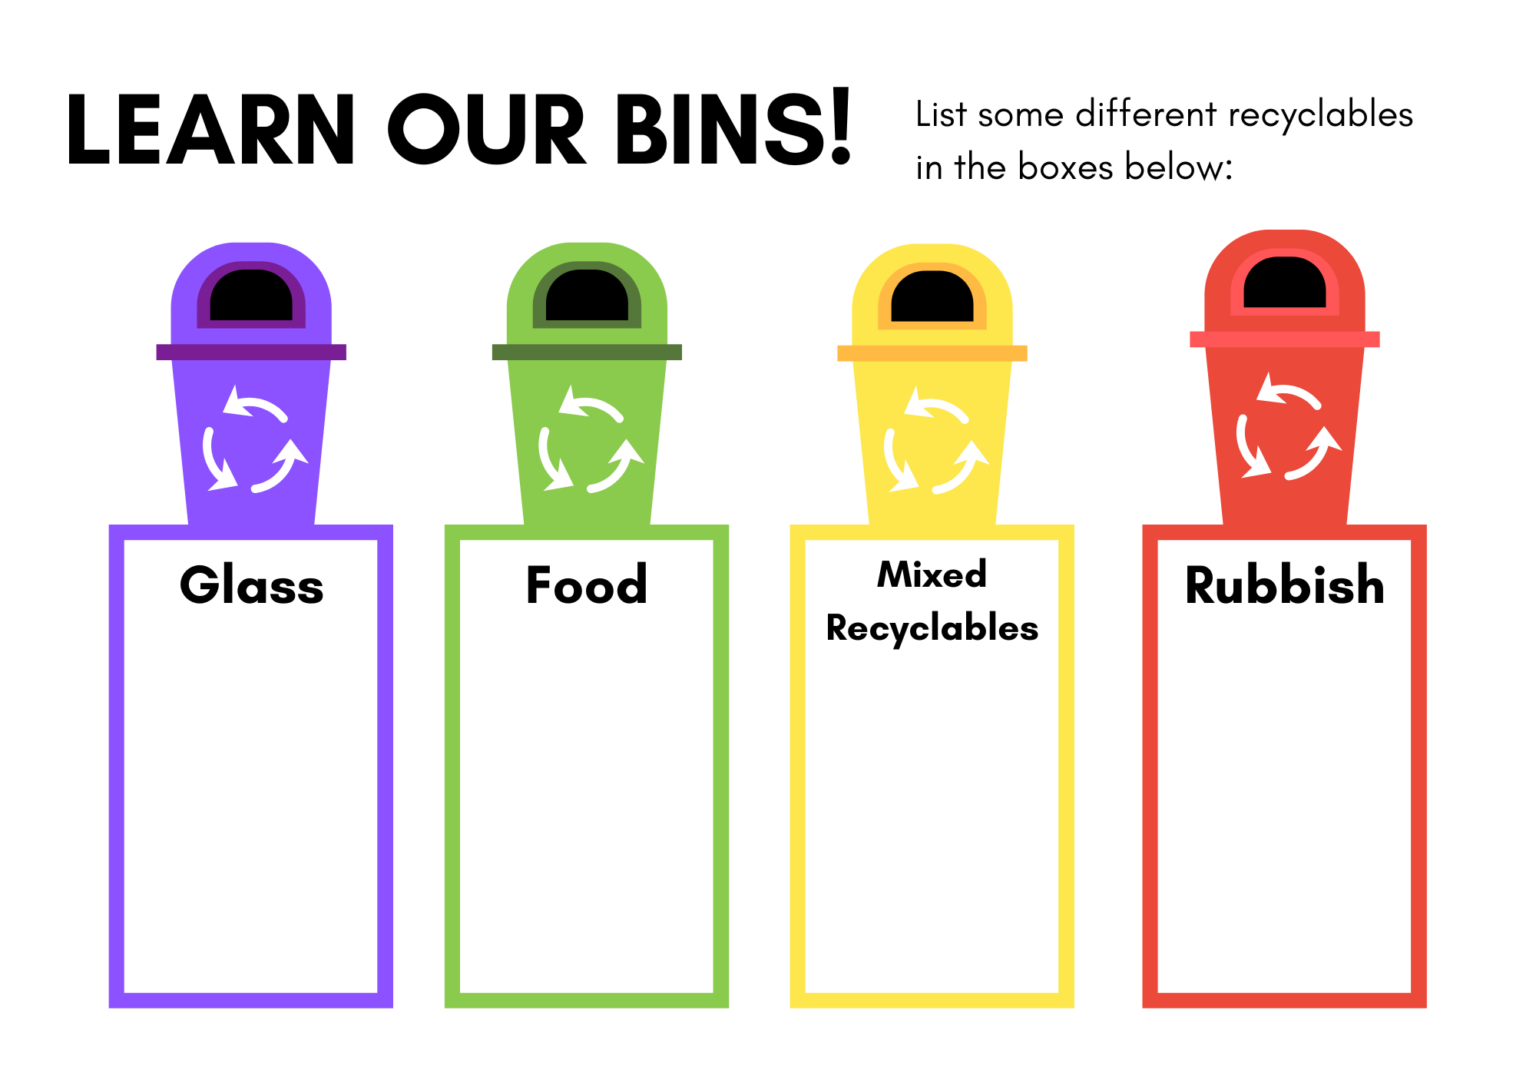 LEARN OUR BINS!
List some different recyclables
in the boxes below:
Glass
Food
Mixed
Recyclables
Rubbish